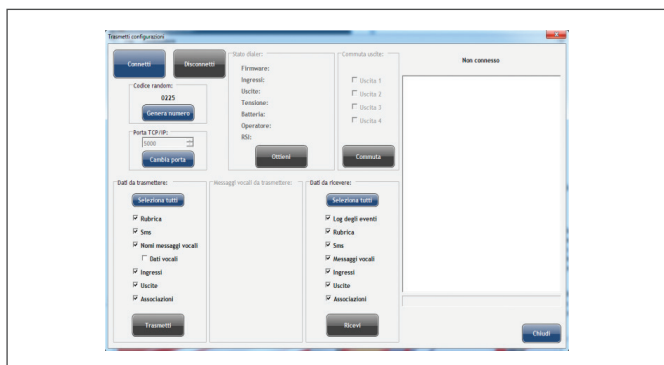 Trasmetti configurazioni
Connetti
Disconnetti
Codice random:
0225
Genera numero
Porta TCP/IP:
5000
Cambia porta
Stato dialer:
Firmware:
Ingressi:
Uscite:
Tensione:
Batteria:
Operatore:
RSI:
Ottieni
Commuta uscite:
Uscita 1
Uscita 2
Uscita 3
Uscita 4
Commuta
Non connesso
Dati da trasmettere:
Seleziona tutti
Rubrica
Sms
Nomi messaggi vocali
Dati vocali
Ingressi
Uscite
Associazioni
Trasmetti
Messaggi vocali da trasmettere:
Dati da ricevere:
Seleziona tutti
Log degli eventi
Rubrica
Sms
Messaggi vocali
Ingressi
Uscite
Associazioni
Ricevi
Chiudi